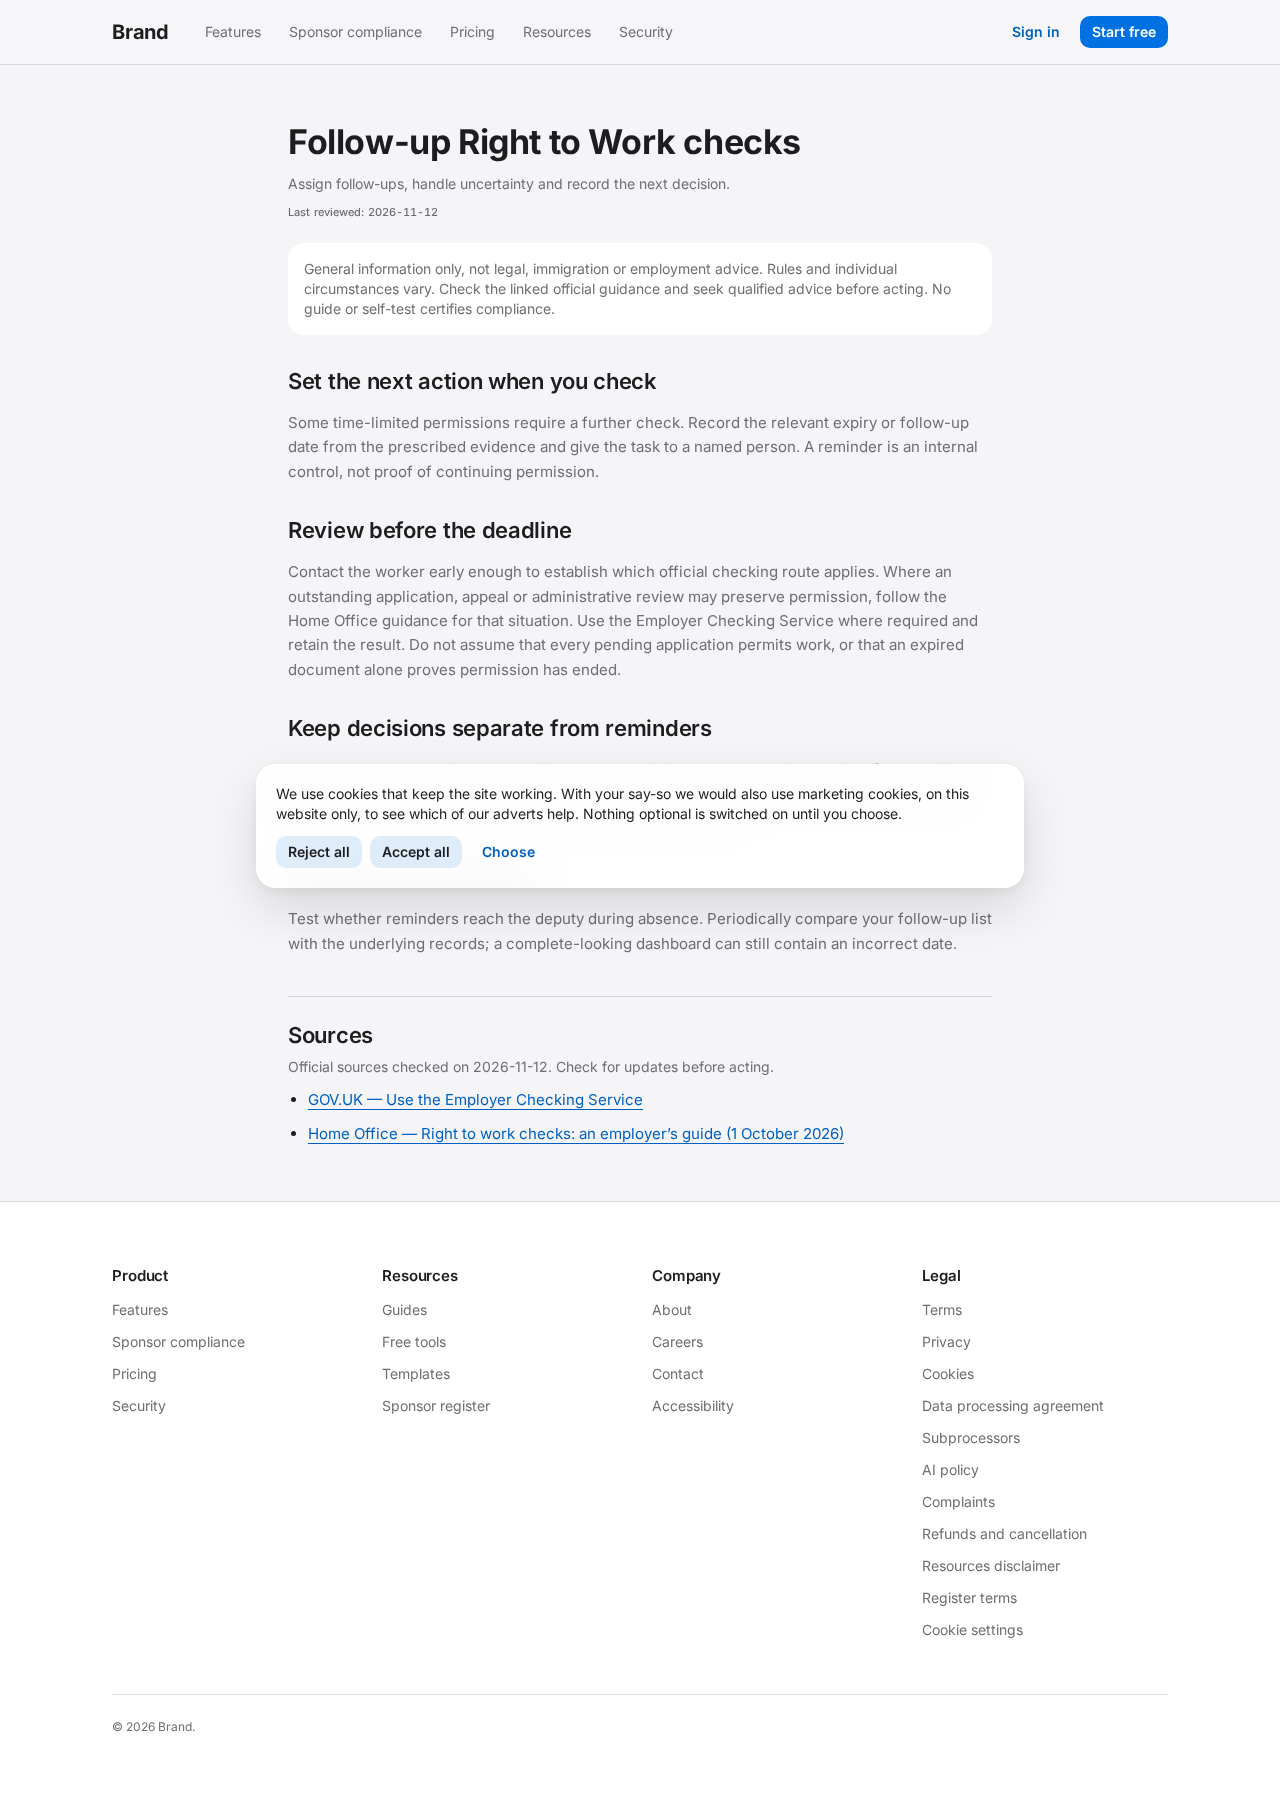 Brand
Features
Sponsor compliance
Pricing
Resources
Security
Sign in
Start free
Follow-up Right to Work checks
Assign follow-ups, handle uncertainty and record the next decision.
Last reviewed: 2026-11-12
General information only, not legal, immigration or employment advice. Rules and individual
circumstances vary. Check the linked official guidance and seek qualified advice before acting. No
guide or self-test certifies compliance.
Set the next action when you check
Some time-limited permissions require a further check. Record the relevant expiry or follow-up
date from the prescribed evidence and give the task to a named person. A reminder is an internal
control, not proof of continuing permission.
Review before the deadline
Contact the worker early enough to establish which official checking route applies. Where an
outstanding application, appeal or administrative review may preserve permission, follow the
Home Office guidance for that situation. Use the Employer Checking Service where required and
retain the result. Do not assume that every pending application permits work, or that an expired
document alone proves permission has ended.
Keep decisions separate from reminders
We use cookies that keep the site working. With your say-so we would also use marketing cookies, on this
website only, to see which of our adverts help. Nothing optional is switched on until you choose.
Reject all
Accept all
Choose
Test whether reminders reach the deputy during absence. Periodically compare your follow-up list
with the underlying records; a complete-looking dashboard can still contain an incorrect date.
Sources
Official sources checked on 2026-11-12. Check for updates before acting.
GOV.UK — Use the Employer Checking Service
Home Office — Right to work checks: an employer’s guide (1 October 2026)
Product
Features
Sponsor compliance
Pricing
Security
Resources
Guides
Free tools
Templates
Sponsor register
Company
About
Careers
Contact
Accessibility
Legal
Terms
Privacy
Cookies
Data processing agreement
Subprocessors
AI policy
Complaints
Refunds and cancellation
Resources disclaimer
Register terms
Cookie settings
© 2026 Brand.